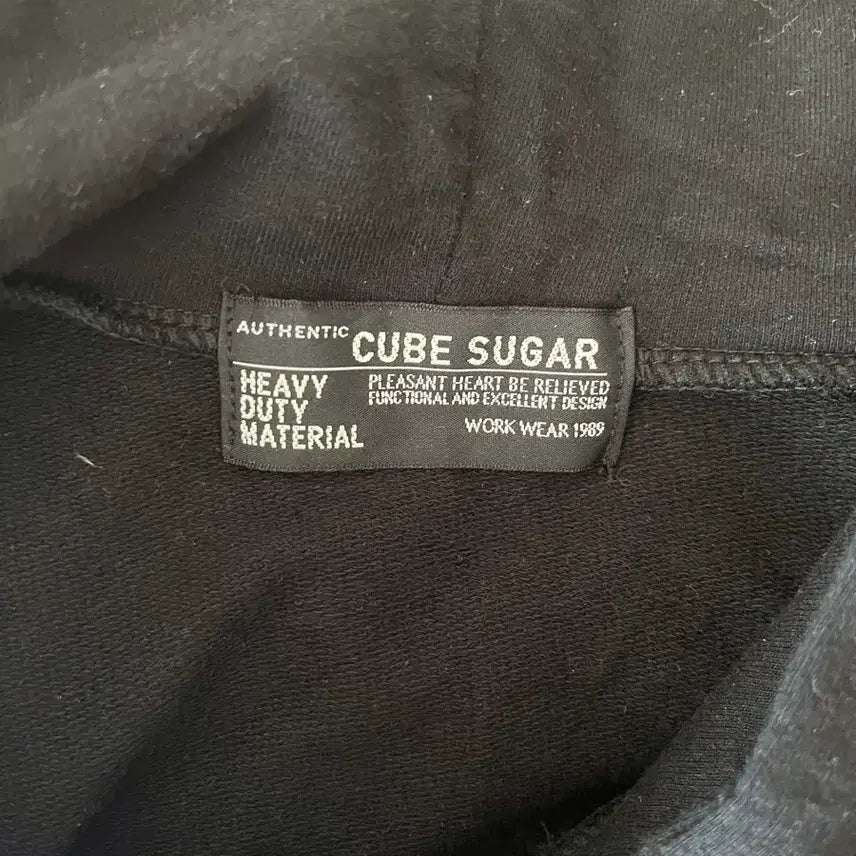 AUTHENTIC CUBE SUGAR
HEAVY DUTY MATERIAL
PLEASANT HEART BE RELIEVED
FUNCTIONAL AND EXCELLENT DESIGN
WORK WEAR 1989